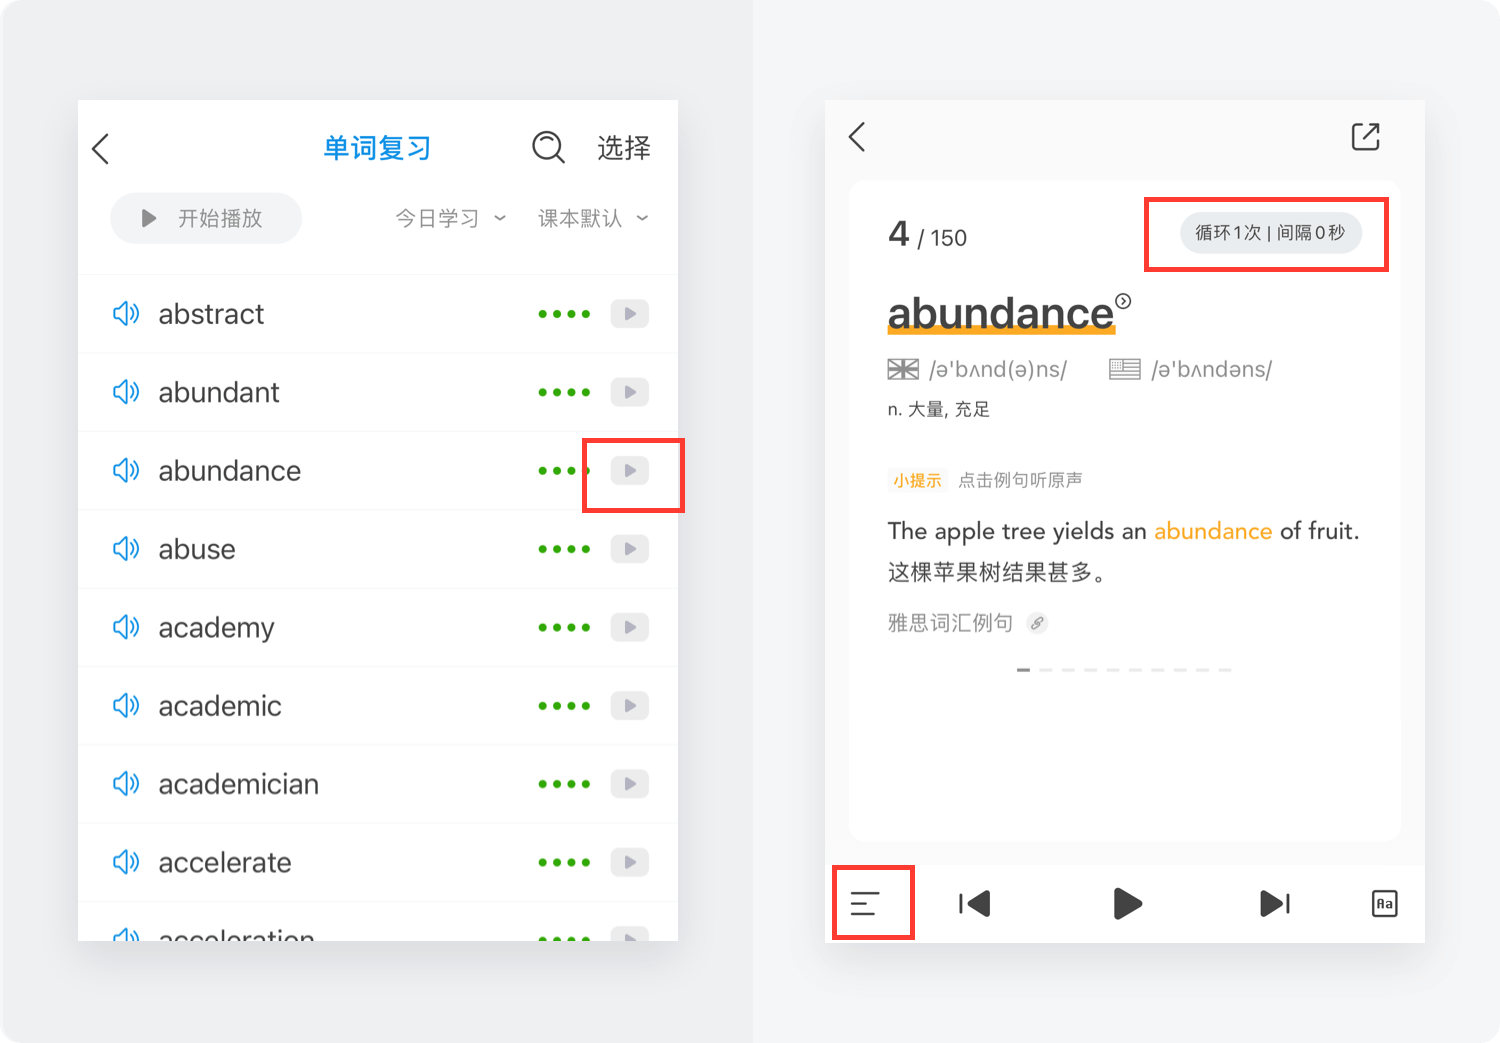 单词复习
选择
开始播放
今日学习
课本默认
abstract
abundant
abundance
abuse
academy
academic
academician
accelerate
acceleration
4 / 150
循环1次 | 间隔0秒
abundance
/ə'bʌnd(ə)ns/
/ə'bʌndəns/
n. 大量, 充足
小提示 点击例句听原声
The apple tree yields an abundance of fruit.
这棵苹果树结果甚多。
雅思词汇例句
Aa